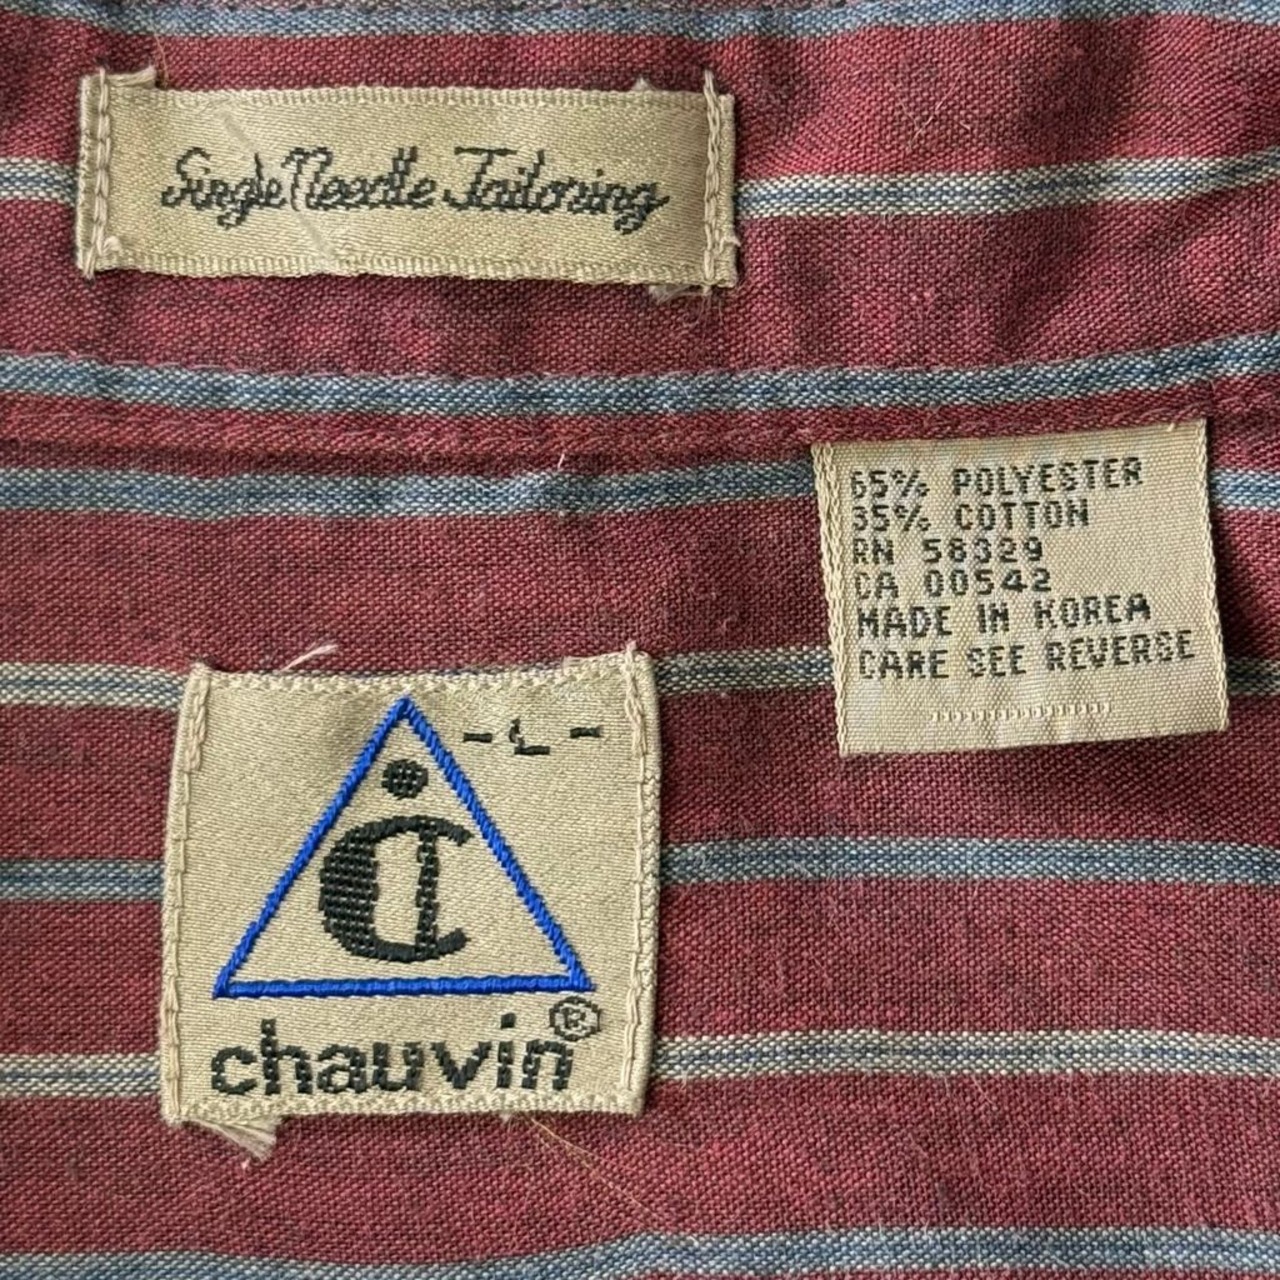 Single Needle Tailoring
65% POLYESTER
35% COTTON
RN 58329
CA 00542
MADE IN KOREA
CARE SEE REVERSE
- L -
chauvin®